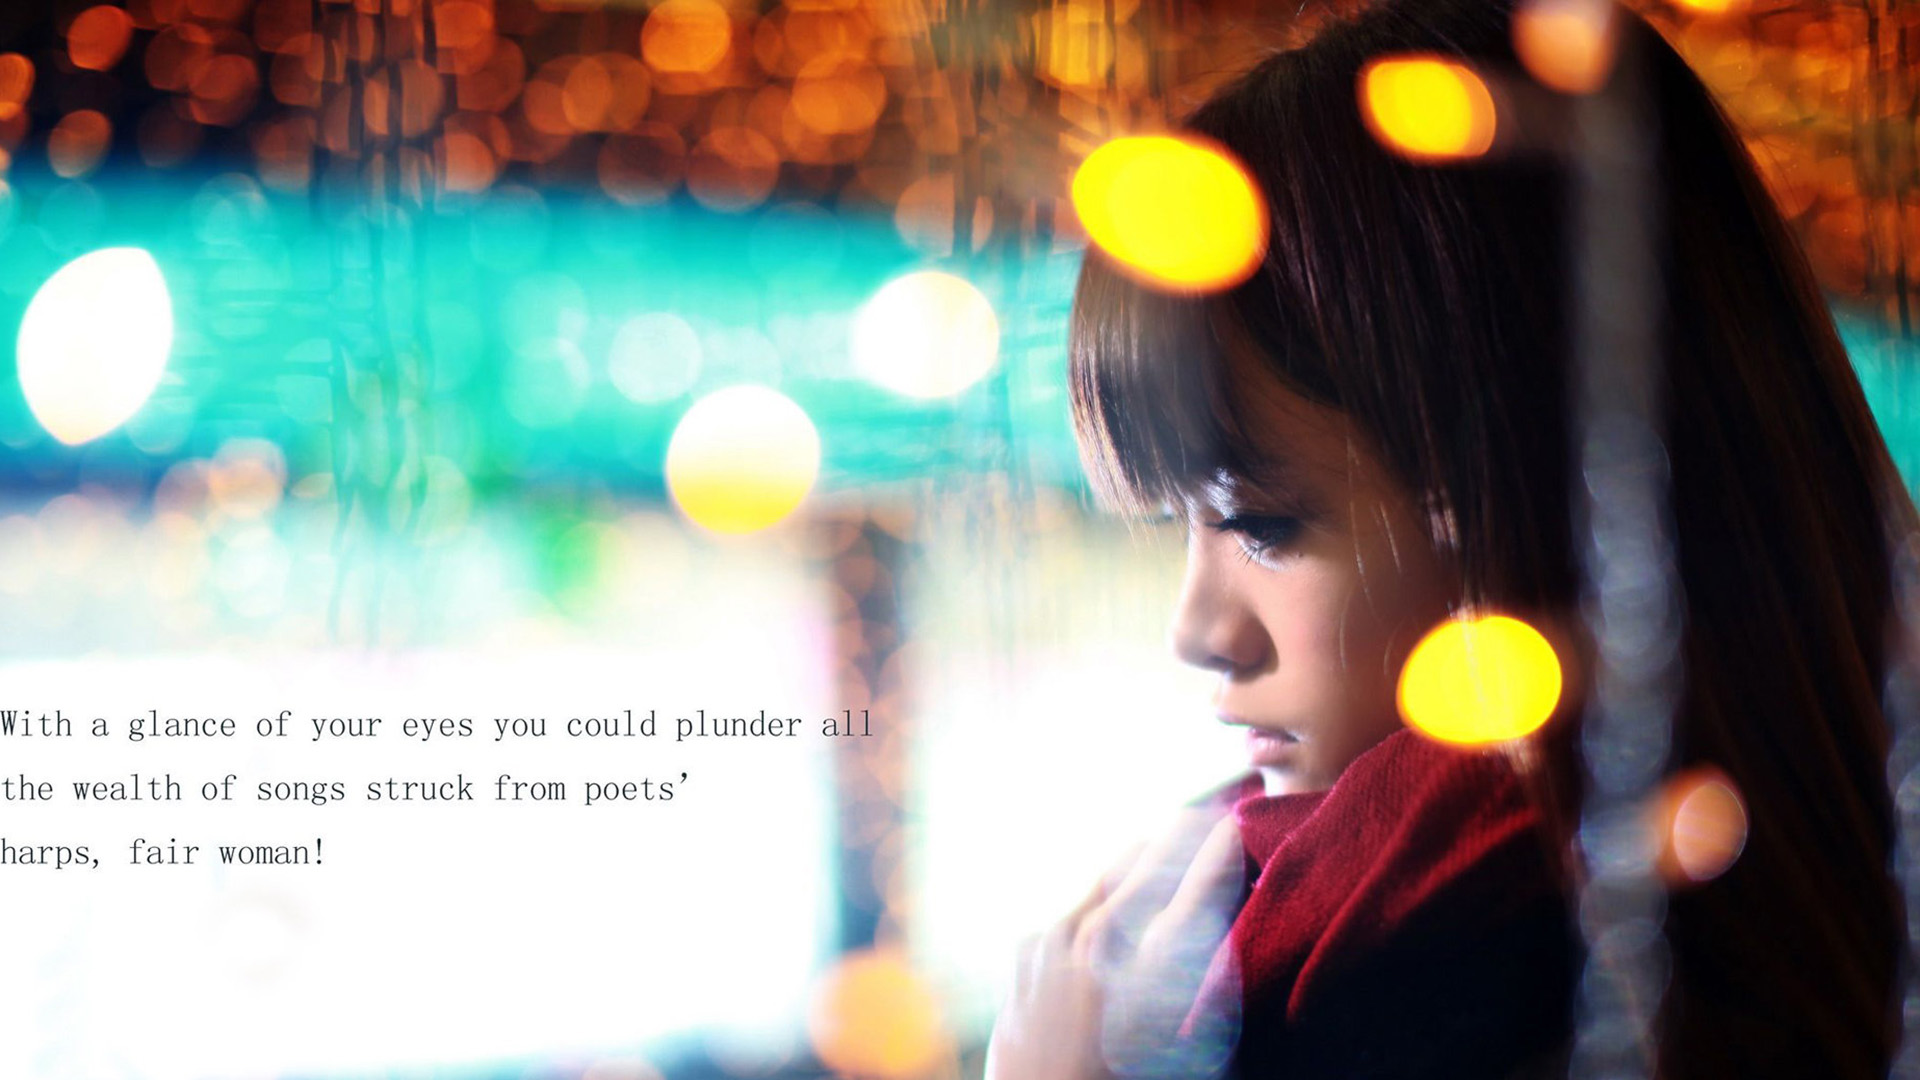 With a glance of your eyes you could plunder all
the wealth of songs struck from poets’
harps, fair woman!